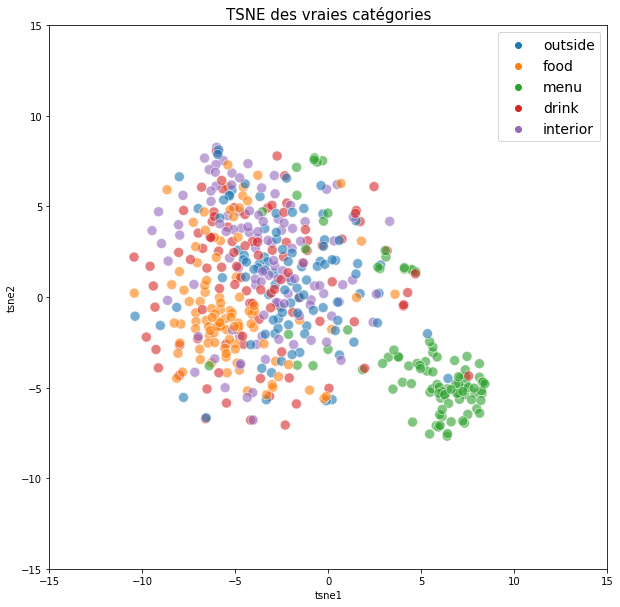 TSNE des vraies catégories
15
10
5
0
−5
−10
−15
−15
−10
−5
0
5
10
15
tsne2
tsne1
outside
food
menu
drink
interior